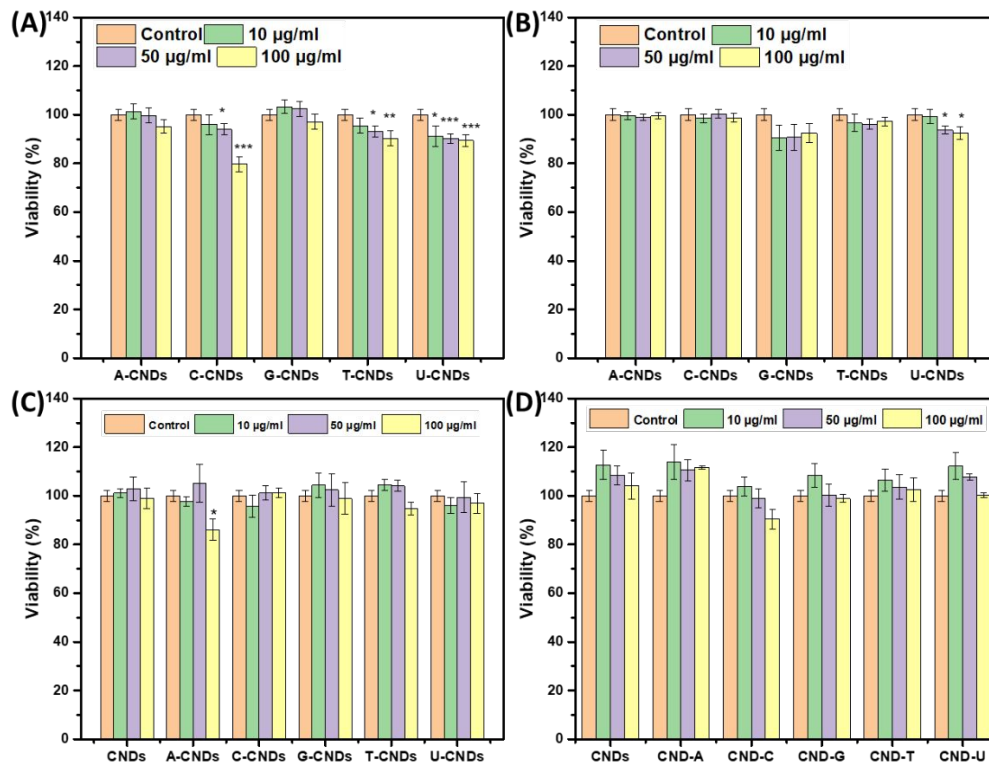 (A)
Control 10 µg/ml
50 µg/ml 100 µg/ml
Viability (%)
140
120
100
80
60
40
20
0
* *** * ** * *** ***
A-CNDs C-CNDs G-CNDs T-CNDs U-CNDs
(B)
Control 10 µg/ml
50 µg/ml 100 µg/ml
Viability (%)
140
120
100
80
60
40
20
0
* *
A-CNDs C-CNDs G-CNDs T-CNDs U-CNDs
(C)
Control 10 µg/ml 50 µg/ml 100 µg/ml
Viability (%)
140
120
100
80
60
40
20
0
*
CNDs A-CNDs C-CNDs G-CNDs T-CNDs U-CNDs
(D)
Control 10 µg/ml 50 µg/ml 100 µg/ml
Viability (%)
140
120
100
80
60
40
20
0
CNDs CND-A CND-C CND-G CND-T CND-U